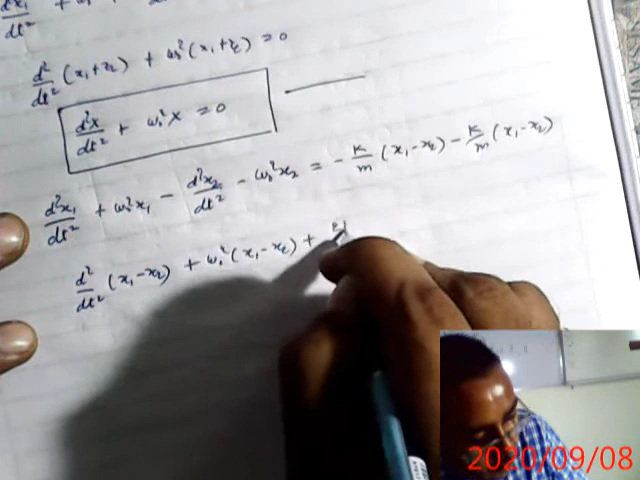 d²/dt² (x₁+x₂) + ω₀²(x₁+x₂) = 0
d²X/dt² + ω₀²X = 0
d²x₁/dt² + ω₀²x₁ − d²x₂/dt² − ω₀²x₂ = − K/m (x₁−x₂) − K/m (x₁−x₂)
d²/dt² (x₁−x₂) + ω₀²(x₁−x₂) +
2020/09/08